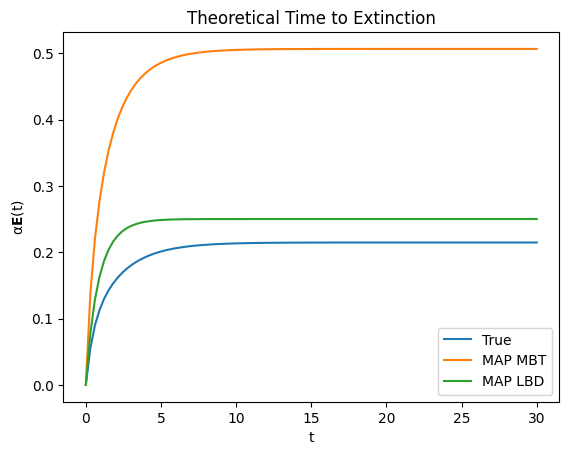 Theoretical Time to Extinction
0.5
0.4
0.3
0.2
0.1
0.0
αE(t)
0 5 10 15 20 25 30
t
True
MAP MBT
MAP LBD